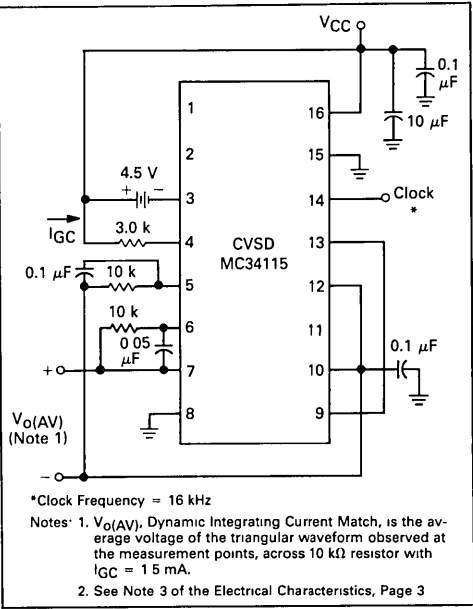 VCC
0.1
μF
10 μF
1
16
2
15
4.5 V
+ −
3
14
Clock
*
IGC
3.0 k
4
CVSD
MC34115
13
0.1 μF
10 k
5
12
10 k
6
11
0 05
μF
0.1 μF
+
7
10
8
9
VO(AV)
(Note 1)
−
*Clock Frequency = 16 kHz
Notes· 1. VO(AV), Dynamic Integrating Current Match, is the av-
erage voltage of the triangular waveform observed at
the measurement points, across 10 kΩ resistor with
IGC = 1 5 mA.
2. See Note 3 of the Electrical Characteristics, Page 3